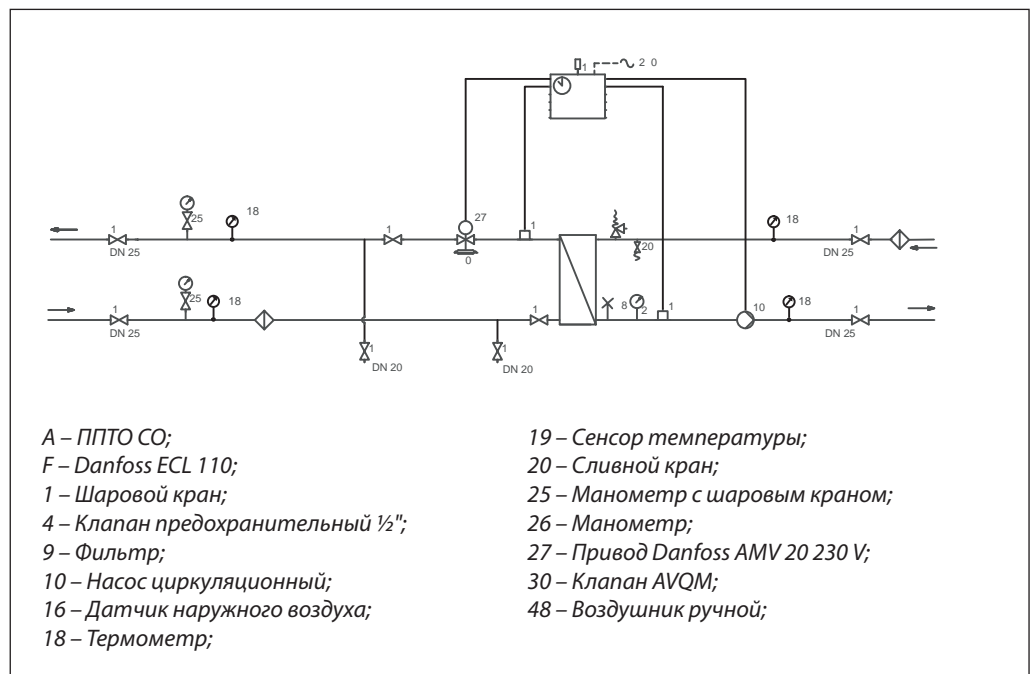 1
2 0
25
18
1
DN 25
1
27
0
1
20
18
1
DN 25
25
18
1
DN 25
1
8
2
1
10
18
1
DN 25
1
DN 20
1
DN 20
A – ППТО СО;
F – Danfoss ECL 110;
1 – Шаровой кран;
4 – Клапан предохранительный ½";
9 – Фильтр;
10 – Насос циркуляционный;
16 – Датчик наружного воздуха;
18 – Термометр;
19 – Сенсор температуры;
20 – Сливной кран;
25 – Манометр с шаровым краном;
26 – Манометр;
27 – Привод Danfoss AMV 20 230 V;
30 – Клапан AVQM;
48 – Воздушник ручной;